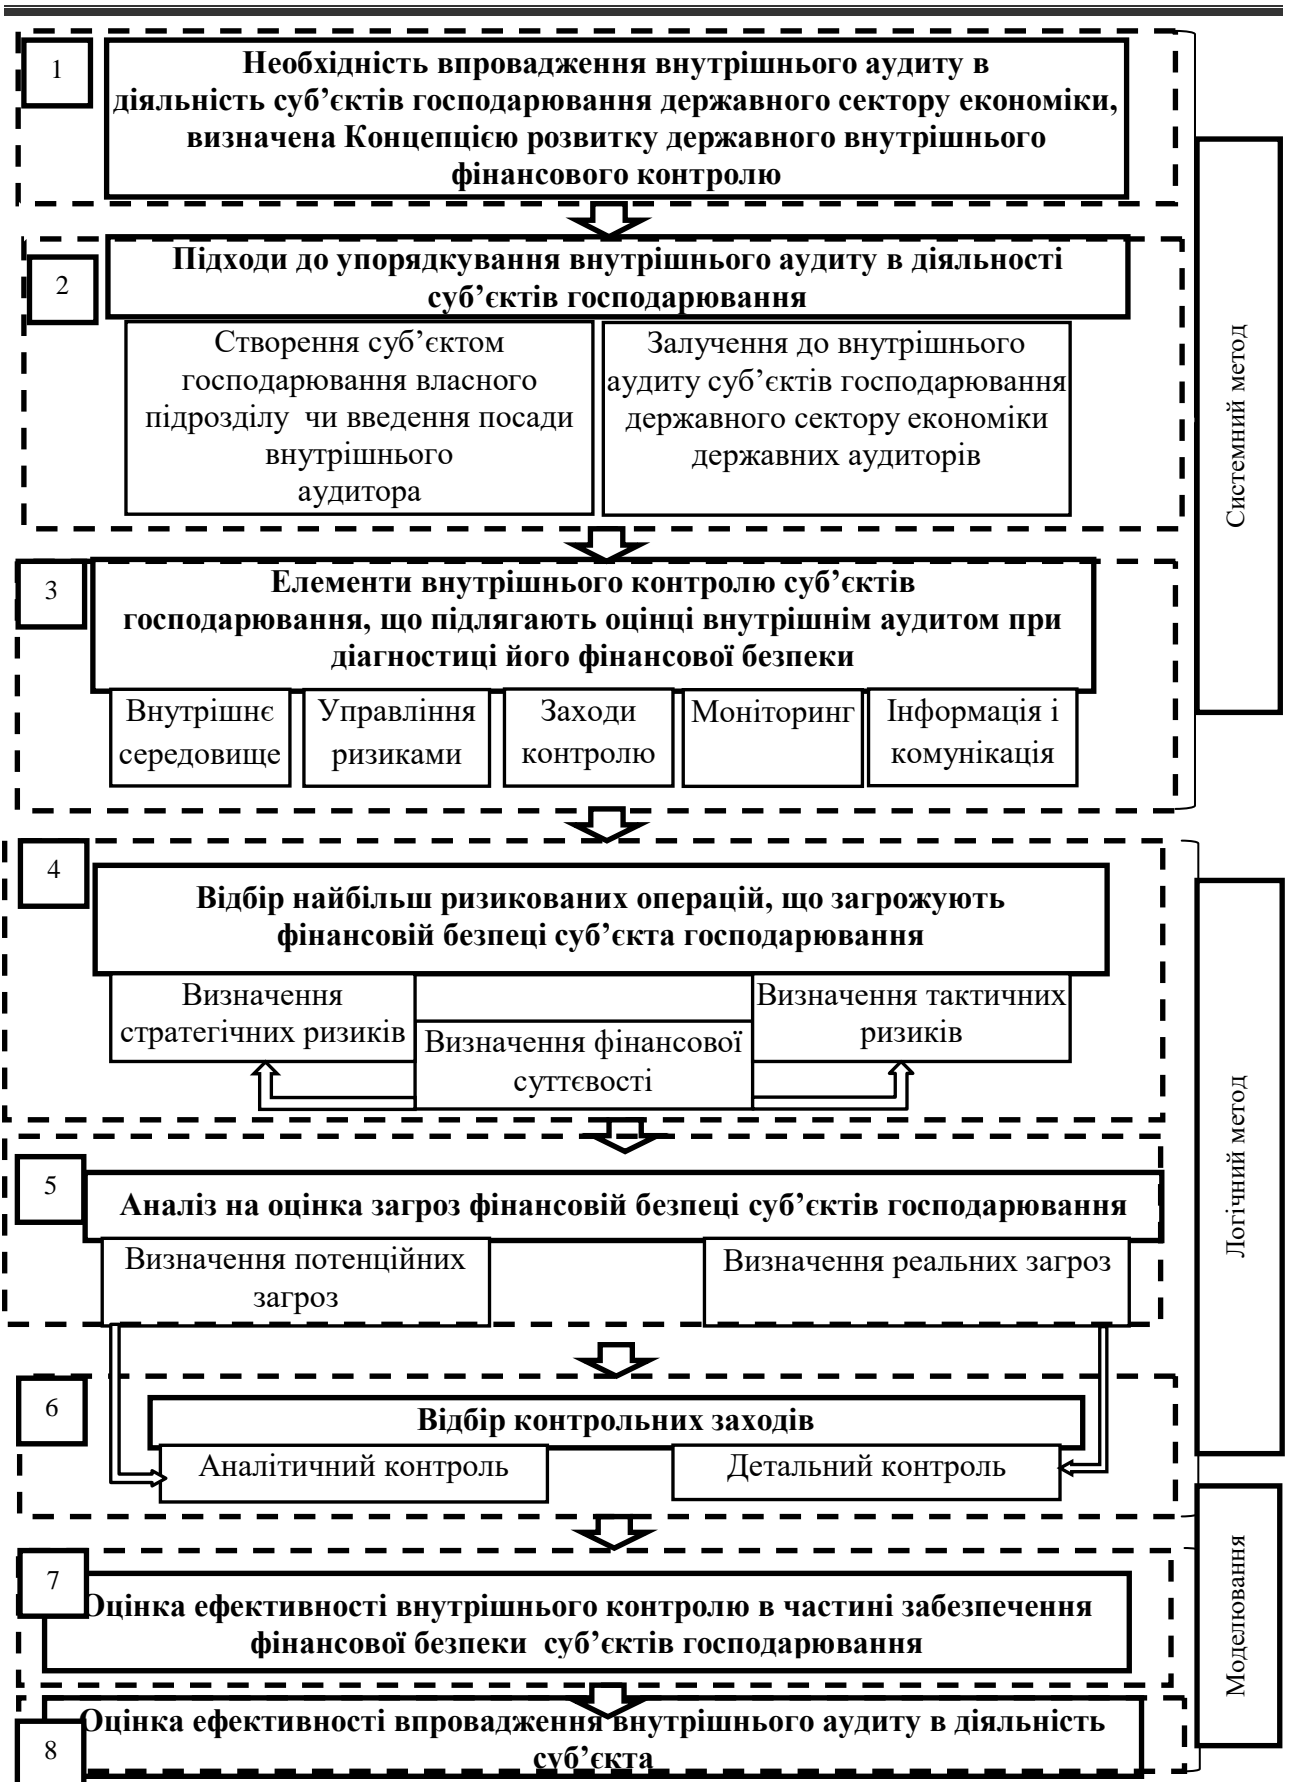 1
Необхідність впровадження внутрішнього аудиту в
діяльність суб’єктів господарювання державного сектору економіки,
визначена Концепцією розвитку державного внутрішнього
фінансового контролю
2
Підходи до упорядкування внутрішнього аудиту в діяльності
суб’єктів господарювання
Створення суб’єктом
господарювання власного
підрозділу чи введення посади
внутрішнього
аудитора
Залучення до внутрішнього
аудиту суб’єктів господарювання
державного сектору економіки
державних аудиторів
3
Елементи внутрішнього контролю суб’єктів
господарювання, що підлягають оцінці внутрішнім аудитом при
діагностиці його фінансової безпеки
Внутрішнє
середовище
Управління
ризиками
Заходи
контролю
Моніторинг
Інформація і
комунікація
Системний метод
4
Відбір найбільш ризикованих операцій, що загрожують
фінансовій безпеці суб’єкта господарювання
Визначення
стратегічних ризиків
Визначення фінансової
суттєвості
Визначення тактичних
ризиків
5
Аналіз на оцінка загроз фінансовій безпеці суб’єктів господарювання
Визначення потенційних
загроз
Визначення реальних загроз
6
Відбір контрольних заходів
Аналітичний контроль
Детальний контроль
Логічний метод
7
Оцінка ефективності внутрішнього контролю в частині забезпечення
фінансової безпеки суб’єктів господарювання
8
Оцінка ефективності впровадження внутрішнього аудиту в діяльність
суб’єкта
Моделювання